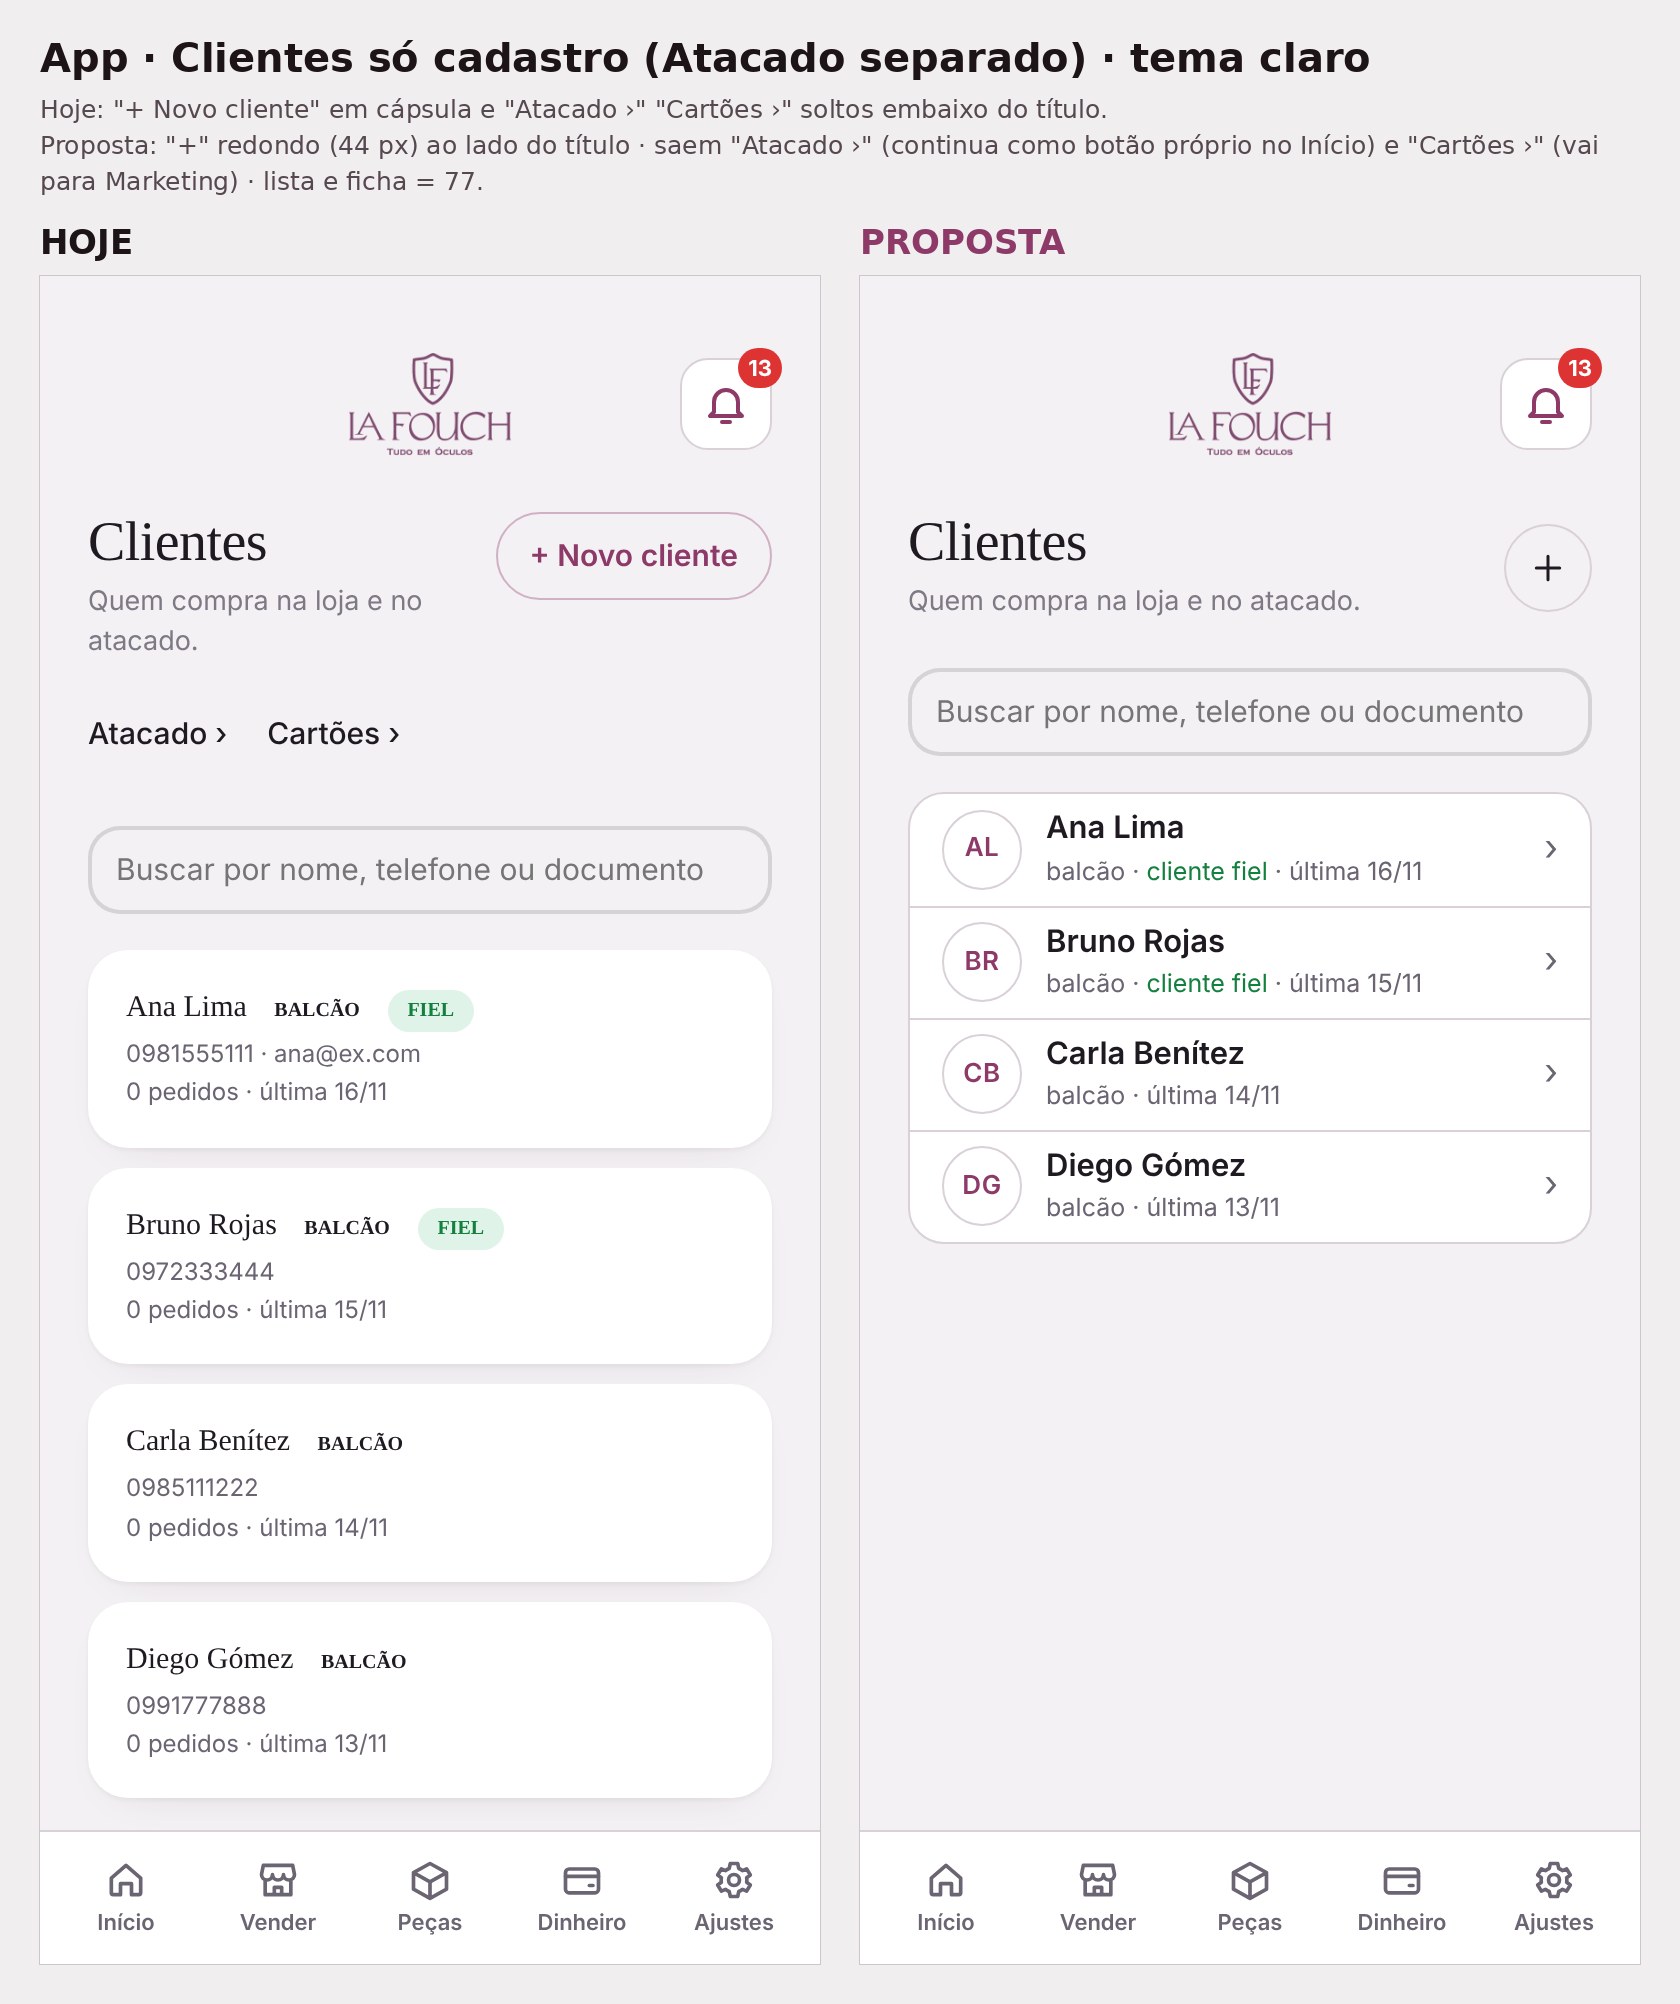 App · Clientes só cadastro (Atacado separado) · tema claro
Hoje: "+ Novo cliente" em cápsula e "Atacado ›" "Cartões ›" soltos embaixo do título.
Proposta: "+" redondo (44 px) ao lado do título · saem "Atacado ›" (continua como botão próprio no Início) e "Cartões ›" (vai
para Marketing) · lista e ficha = 77.
HOJE
LF
LA FOUCH
TUDO EM ÓCULOS
13
Clientes
+ Novo cliente
Quem compra na loja e no
atacado.
Atacado ›
Cartões ›
Buscar por nome, telefone ou documento
Ana Lima BALCÃO FIEL
0981555111 · ana@ex.com
0 pedidos · última 16/11
Bruno Rojas BALCÃO FIEL
0972333444
0 pedidos · última 15/11
Carla Benítez BALCÃO
0985111222
0 pedidos · última 14/11
Diego Gómez BALCÃO
0991777888
0 pedidos · última 13/11
Início
Vender
Peças
Dinheiro
Ajustes
PROPOSTA
LF
LA FOUCH
TUDO EM ÓCULOS
13
Clientes
+
Quem compra na loja e no atacado.
Buscar por nome, telefone ou documento
AL
Ana Lima
balcão · cliente fiel · última 16/11
›
BR
Bruno Rojas
balcão · cliente fiel · última 15/11
›
CB
Carla Benítez
balcão · última 14/11
›
DG
Diego Gómez
balcão · última 13/11
›
Início
Vender
Peças
Dinheiro
Ajustes